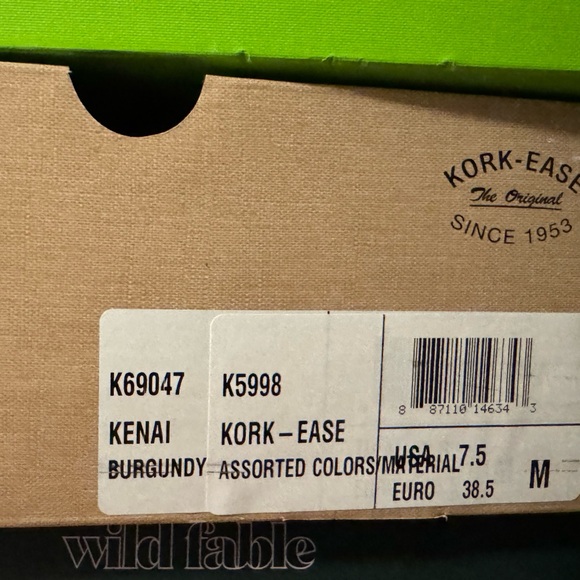 KORK-EASE
The Original
SINCE 1953
K69047
KENAI
BURGUNDY
K5998
KORK-EASE
ASSORTED COLORS/MATERIAL
8 87110 14634 3
USA 7.5
EURO 38.5
M
wild fable